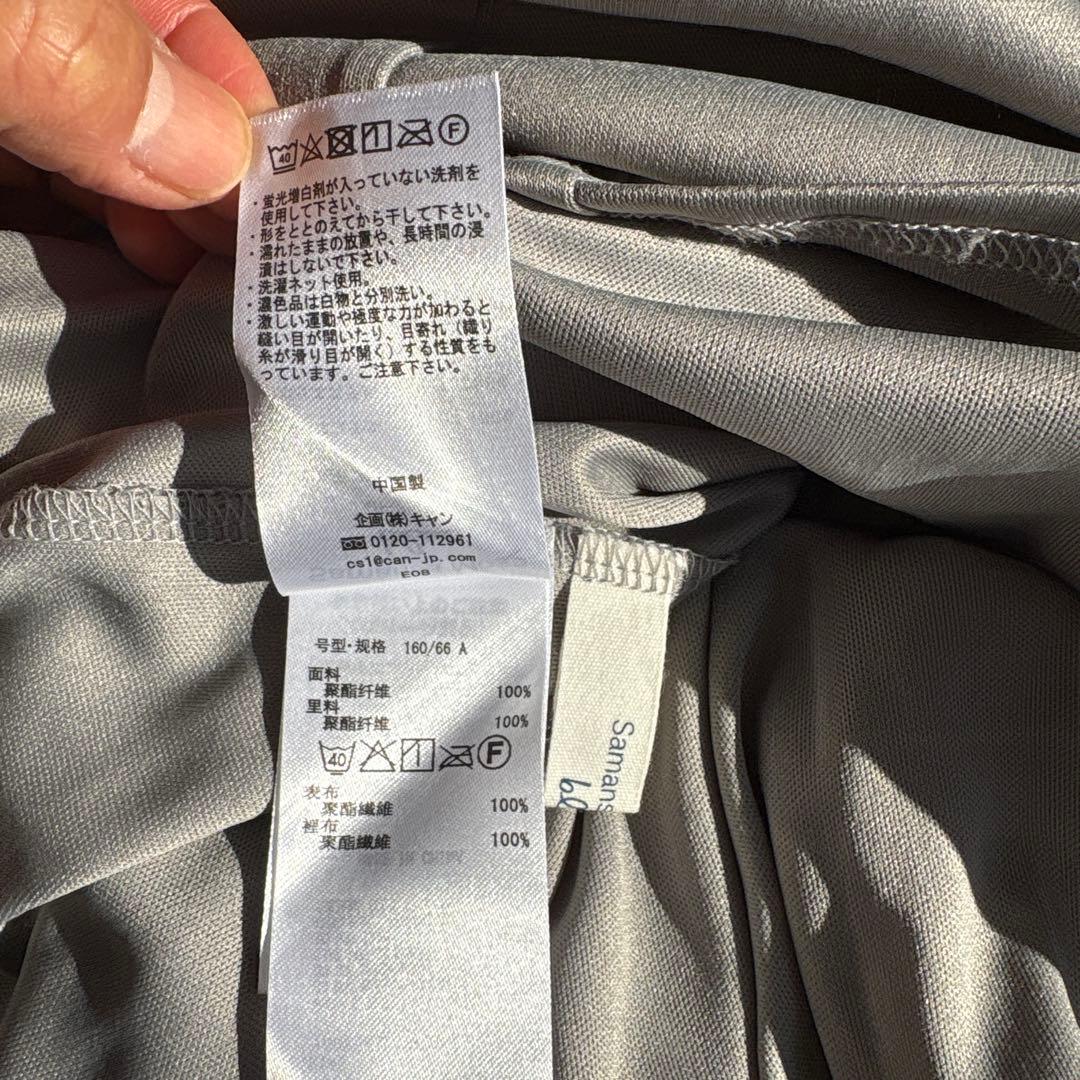 40 F
・蛍光増白剤が入っていない洗剤を
使用して下さい。
・形をととのえてから干して下さい。
・濡れたままの放置や、長時間の浸
漬はしないで下さい。
・洗濯ネット使用。
・濃色品は白物と分別洗い。
・激しい運動や極度な力が加わると
縫い目が開いたり、目寄れ（織り
糸が滑り目が開く）する性質をも
っています。ご注意下さい。
中国製
企画(株)キャン
0120-112961
cs1@can-jp.com
E08
号型・规格 160/66 A
面料
聚酯纤维 100%
里料
聚酯纤维 100%
40 F
表布
聚酯纖維 100%
裡布
聚酯纖維 100%
Samans
bl